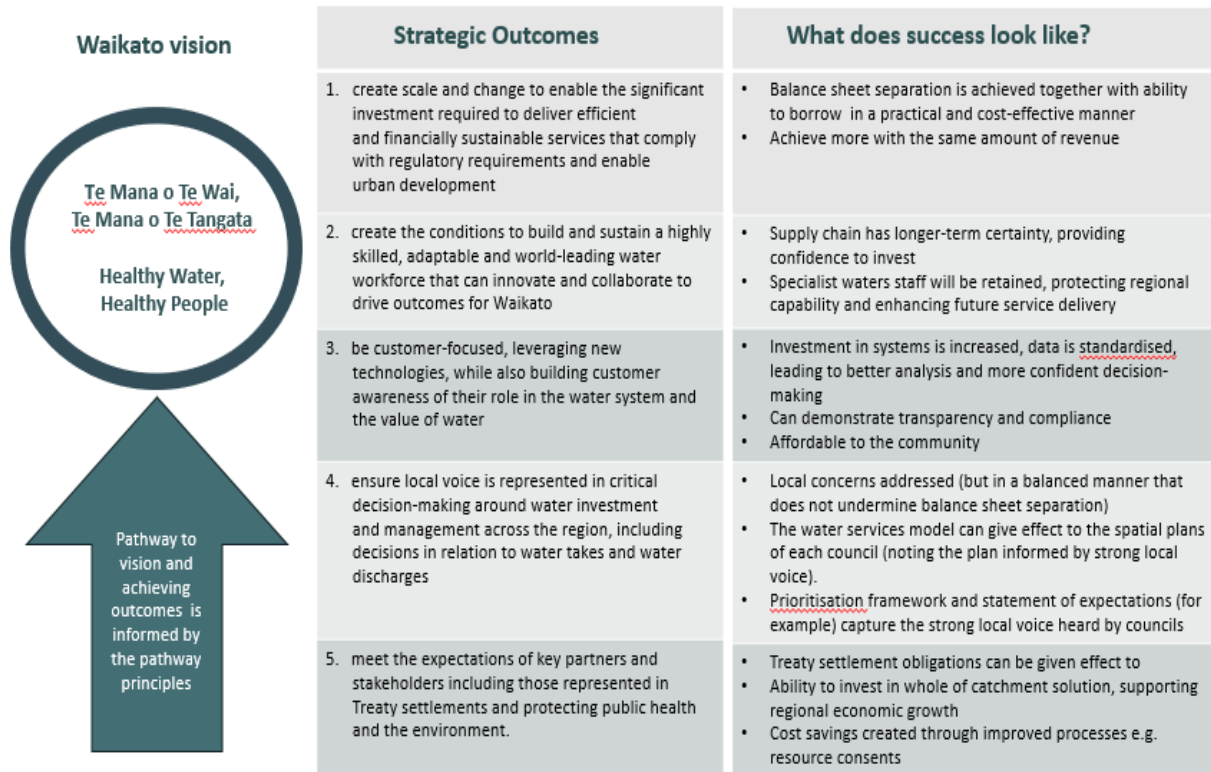 Waikato vision
Te Mana o Te Wai,
Te Mana o Te Tangata
Healthy Water,
Healthy People
Pathway to
vision and
achieving
outcomes is
informed by
the pathway
principles
Strategic Outcomes
What does success look like?
1. create scale and change to enable the significant
investment required to deliver efficient
and financially sustainable services that comply
with regulatory requirements and enable
urban development
• Balance sheet separation is achieved together with ability
to borrow in a practical and cost-effective manner
• Achieve more with the same amount of revenue
2. create the conditions to build and sustain a highly
skilled, adaptable and world-leading water
workforce that can innovate and collaborate to
drive outcomes for Waikato
• Supply chain has longer-term certainty, providing
confidence to invest
• Specialist waters staff will be retained, protecting regional
capability and enhancing future service delivery
3. be customer-focused, leveraging new
technologies, while also building customer
awareness of their role in the water system and
the value of water
• Investment in systems is increased, data is standardised,
leading to better analysis and more confident decision-
making
• Can demonstrate transparency and compliance
• Affordable to the community
4. ensure local voice is represented in critical
decision-making around water investment
and management across the region, including
decisions in relation to water takes and water
discharges
• Local concerns addressed (but in a balanced manner that
does not undermine balance sheet separation)
• The water services model can give effect to the spatial plans
of each council (noting the plan informed by strong local
voice).
• Prioritisation framework and statement of expectations (for
example) capture the strong local voice heard by councils
5. meet the expectations of key partners and
stakeholders including those represented in
Treaty settlements and protecting public health
and the environment.
• Treaty settlement obligations can be given effect to
• Ability to invest in whole of catchment solution, supporting
regional economic growth
• Cost savings created through improved processes e.g.
resource consents